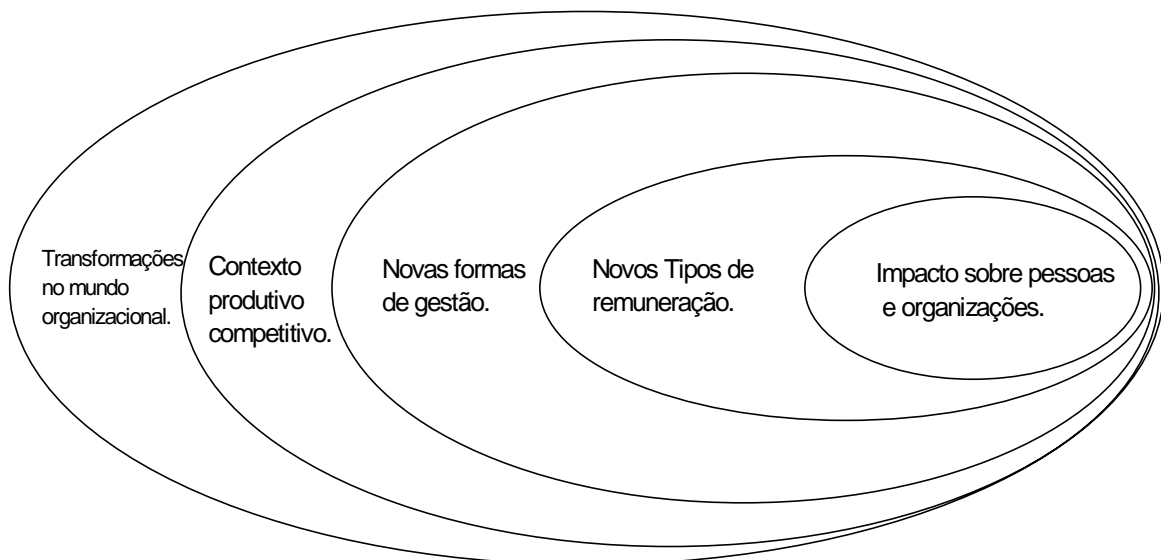 Transformações
no mundo
organizacional.
Contexto
produtivo
competitivo.
Novas formas
de gestão.
Novos Tipos de
remuneração.
Impacto sobre pessoas
e organizações.